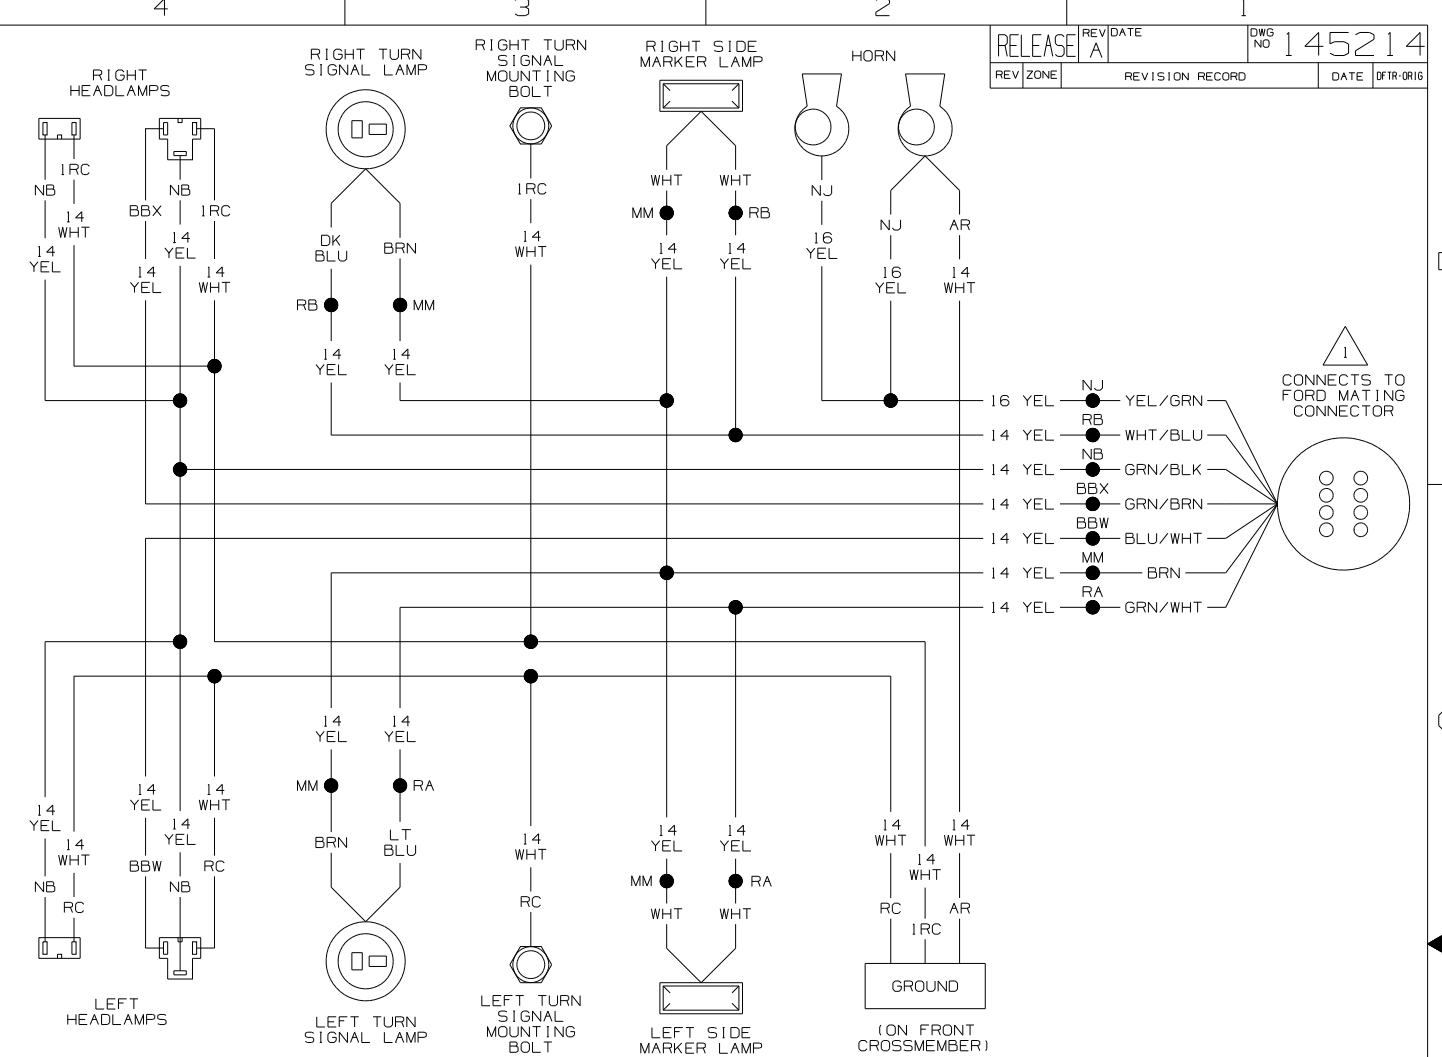 4 3 2 1
RELEASE
REV
A
DATE
DWG
NO
145214
REV ZONE REVISION RECORD DATE DFTR-ORIG
RIGHT
HEADLAMPS
RIGHT TURN
SIGNAL LAMP
RIGHT TURN
SIGNAL
MOUNTING
BOLT
RIGHT SIDE
MARKER LAMP
HORN
NB
1RC
14
WHT
14
YEL
BBX
NB
1RC
14
YEL
14
YEL
14
WHT
DK
BLU
BRN
RB
MM
14
YEL
14
YEL
1RC
14
WHT
WHT
WHT
MM
RB
14
YEL
14
YEL
NJ
16
YEL
NJ
AR
16
YEL
14
WHT
1
CONNECTS TO
FORD MATING
CONNECTOR
NJ
16 YEL YEL/GRN
RB
14 YEL WHT/BLU
NB
14 YEL GRN/BLK
BBX
14 YEL GRN/BRN
BBW
14 YEL BLU/WHT
MM
14 YEL BRN
RA
14 YEL GRN/WHT
14
YEL
14
WHT
NB
RC
14
YEL
14
YEL
14
WHT
BBW
NB
RC
14
YEL
14
YEL
MM
RA
BRN
LT
BLU
14
WHT
RC
14
YEL
14
YEL
MM
RA
WHT
WHT
14
WHT
14
WHT
14
WHT
RC
1RC
AR
GROUND
(ON FRONT
CROSSMEMBER)
LEFT
HEADLAMPS
LEFT TURN
SIGNAL LAMP
LEFT TURN
SIGNAL
MOUNTING
BOLT
LEFT SIDE
MARKER LAMP